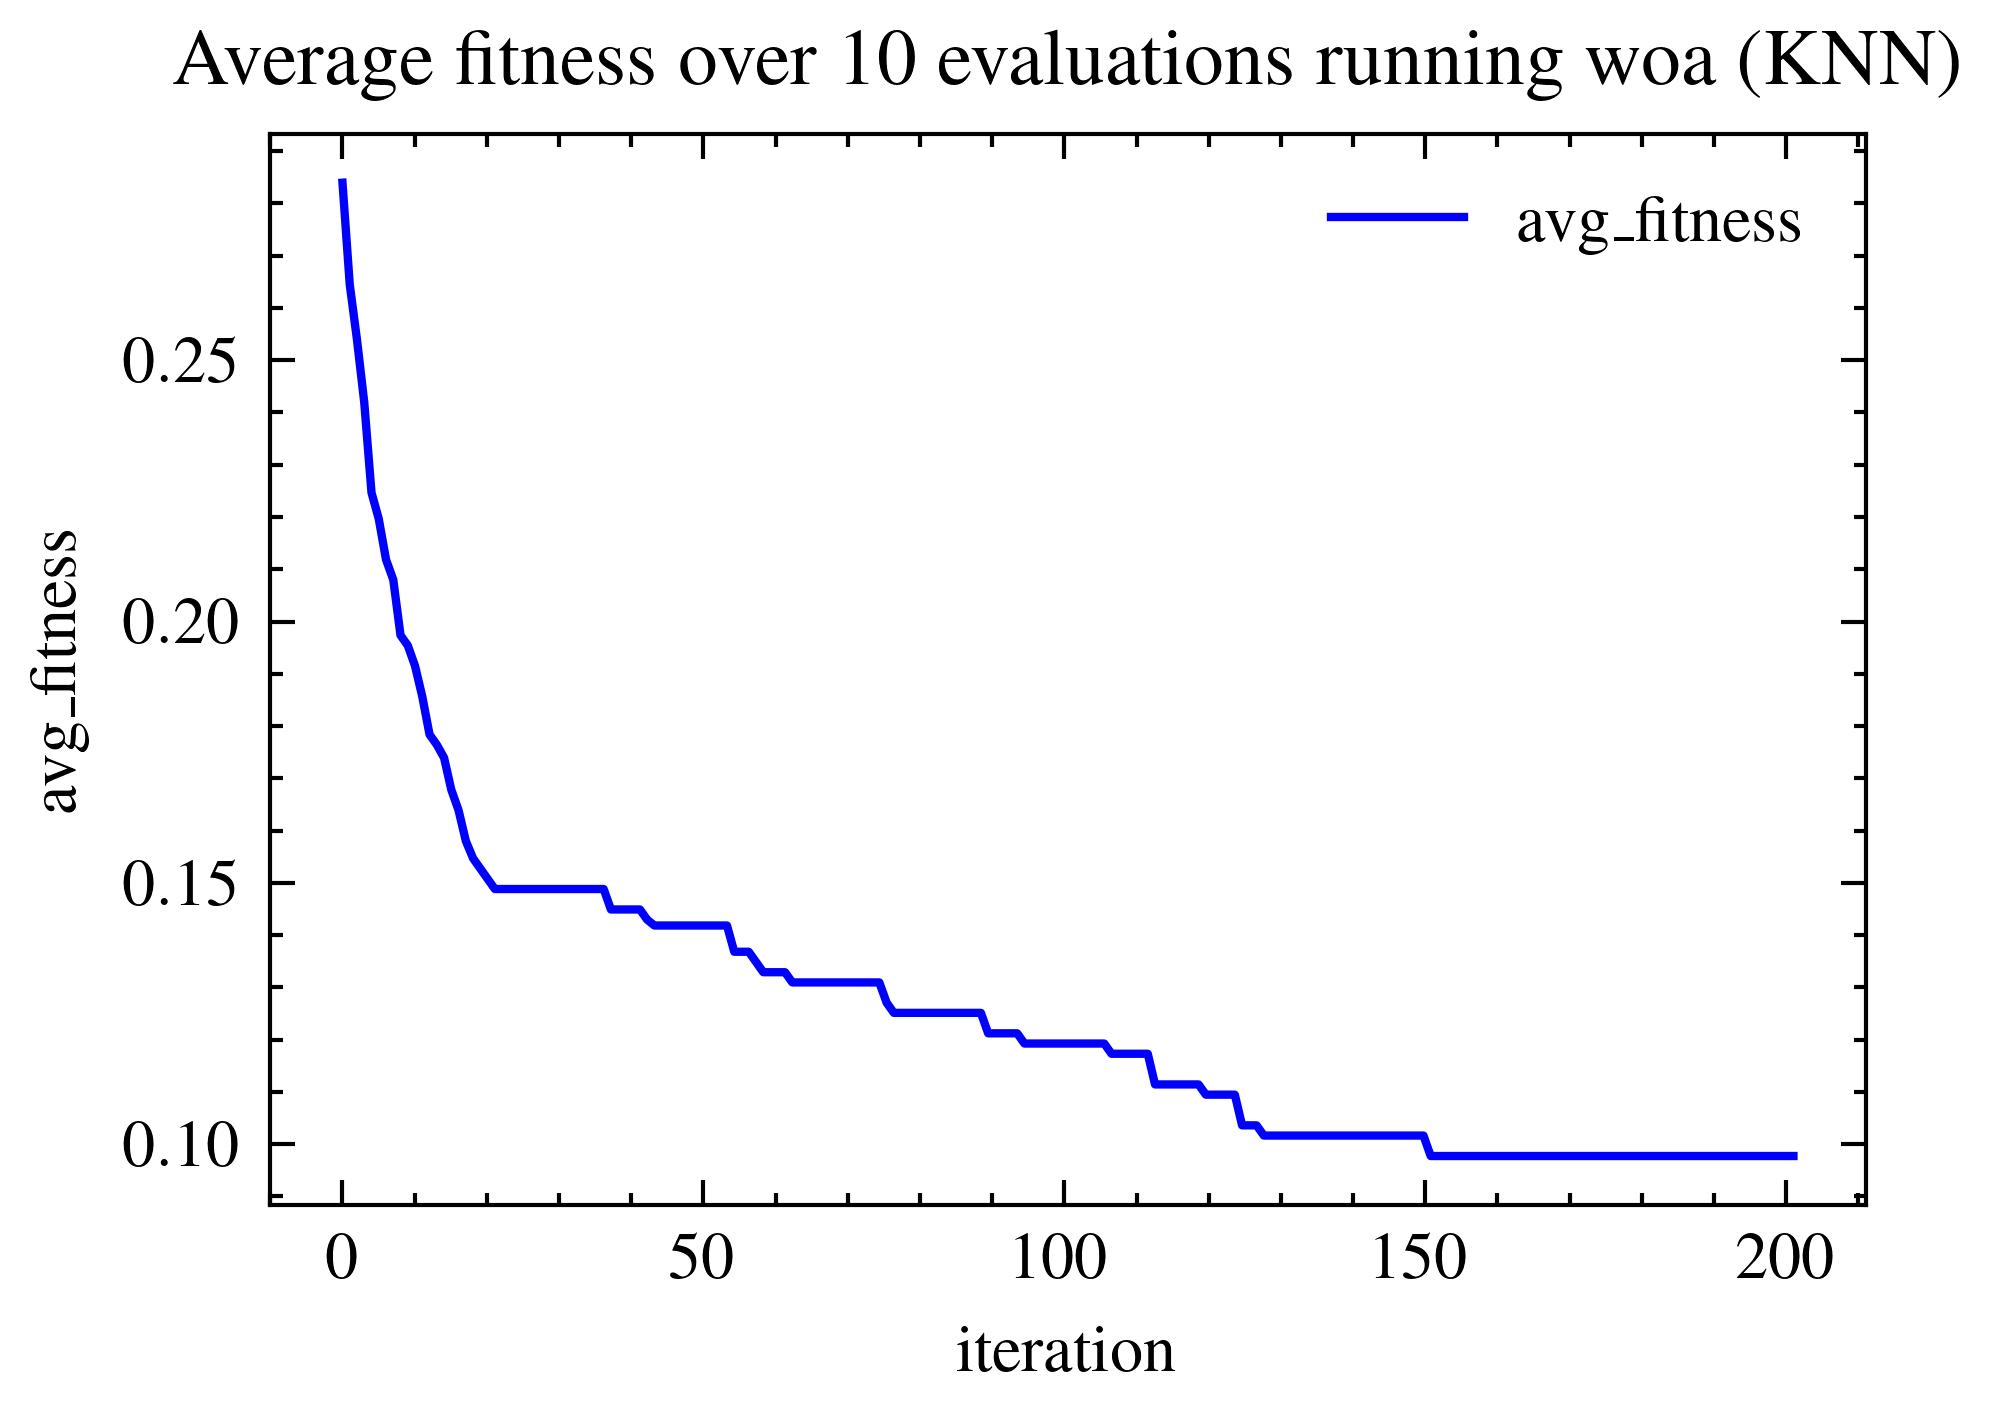 Average fitness over 10 evaluations running woa (KNN)
avg_fitness
0.25
0.20
0.15
0.10
avg_fitness
0 50 100 150 200
iteration